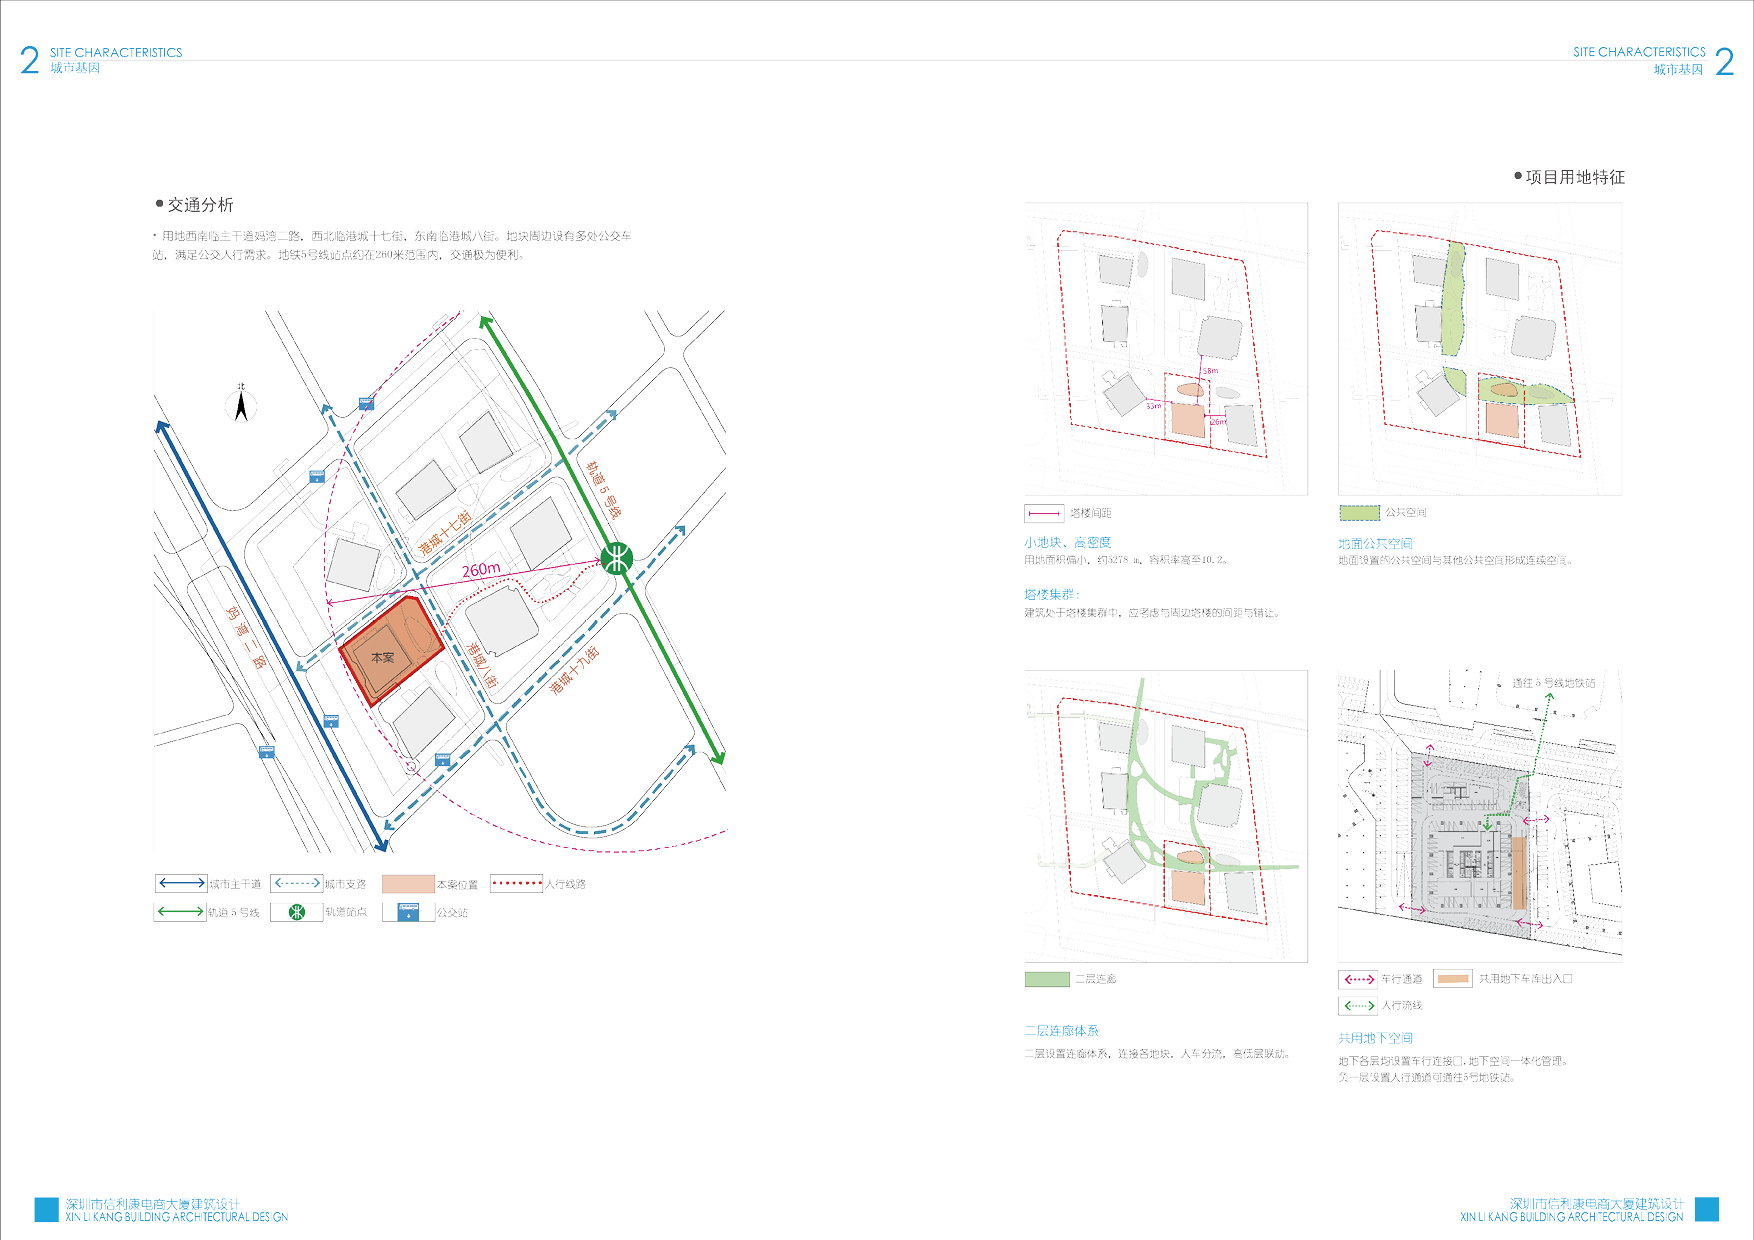 2
SITE CHARACTERISTICS
城市基因
SITE CHARACTERISTICS
城市基因
2
交通分析
· 用地西南临主干道妈湾二路，西北临港城十七街，东南临港城八街。地块周边设有多处公交车
站，满足公交人行需求。地铁5号线站点约在260米范围内，交通极为便利。
北
轨道5号线
港城十七街
260m
妈湾二路
本案
港城八街
港城十九街
城市主干道
城市支路
本案位置
人行线路
轨道5号线
轨道站点
公交站
项目用地特征
58m
33m
26m
塔楼间距
小地块、高密度
用地面积偏小，约5278 ㎡，容积率高至10.2。
塔楼集群：
建筑处于塔楼集群中，应考虑与周边塔楼的间距与错让。
公共空间
地面公共空间
地面设置的公共空间与其他公共空间形成连续空间。
二层连廊
二层连廊体系
二层设置连廊体系，连接各地块，人车分流，高低层联动。
通往5号线地铁站
车行通道
共用地下车库出入口
人行流线
共用地下空间
地下各层均设置车行连接口，地下空间一体化管理。
负一层设置人行通道可通往5号地铁站。
深圳市信利康电商大厦建筑设计
XIN LI KANG BUILDING ARCHITECTURAL DESIGN
深圳市信利康电商大厦建筑设计
XIN LI KANG BUILDING ARCHITECTURAL DESIGN